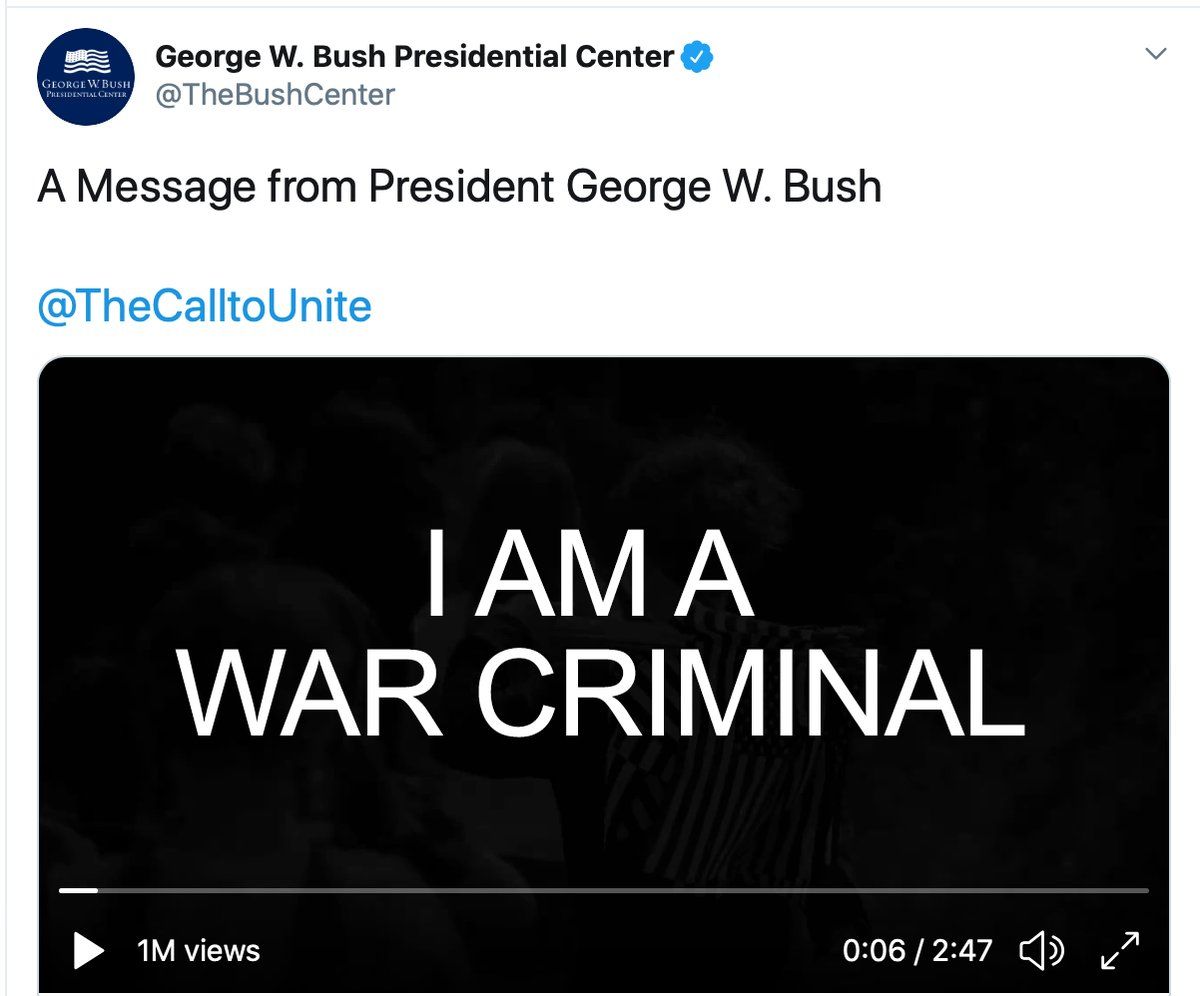 GEORGE W. BUSH
PRESIDENTIAL CENTER
George W. Bush Presidential Center
@TheBushCenter
A Message from President George W. Bush
@TheCalltoUnite
I AM A
WAR CRIMINAL
1M views
0:06 / 2:47